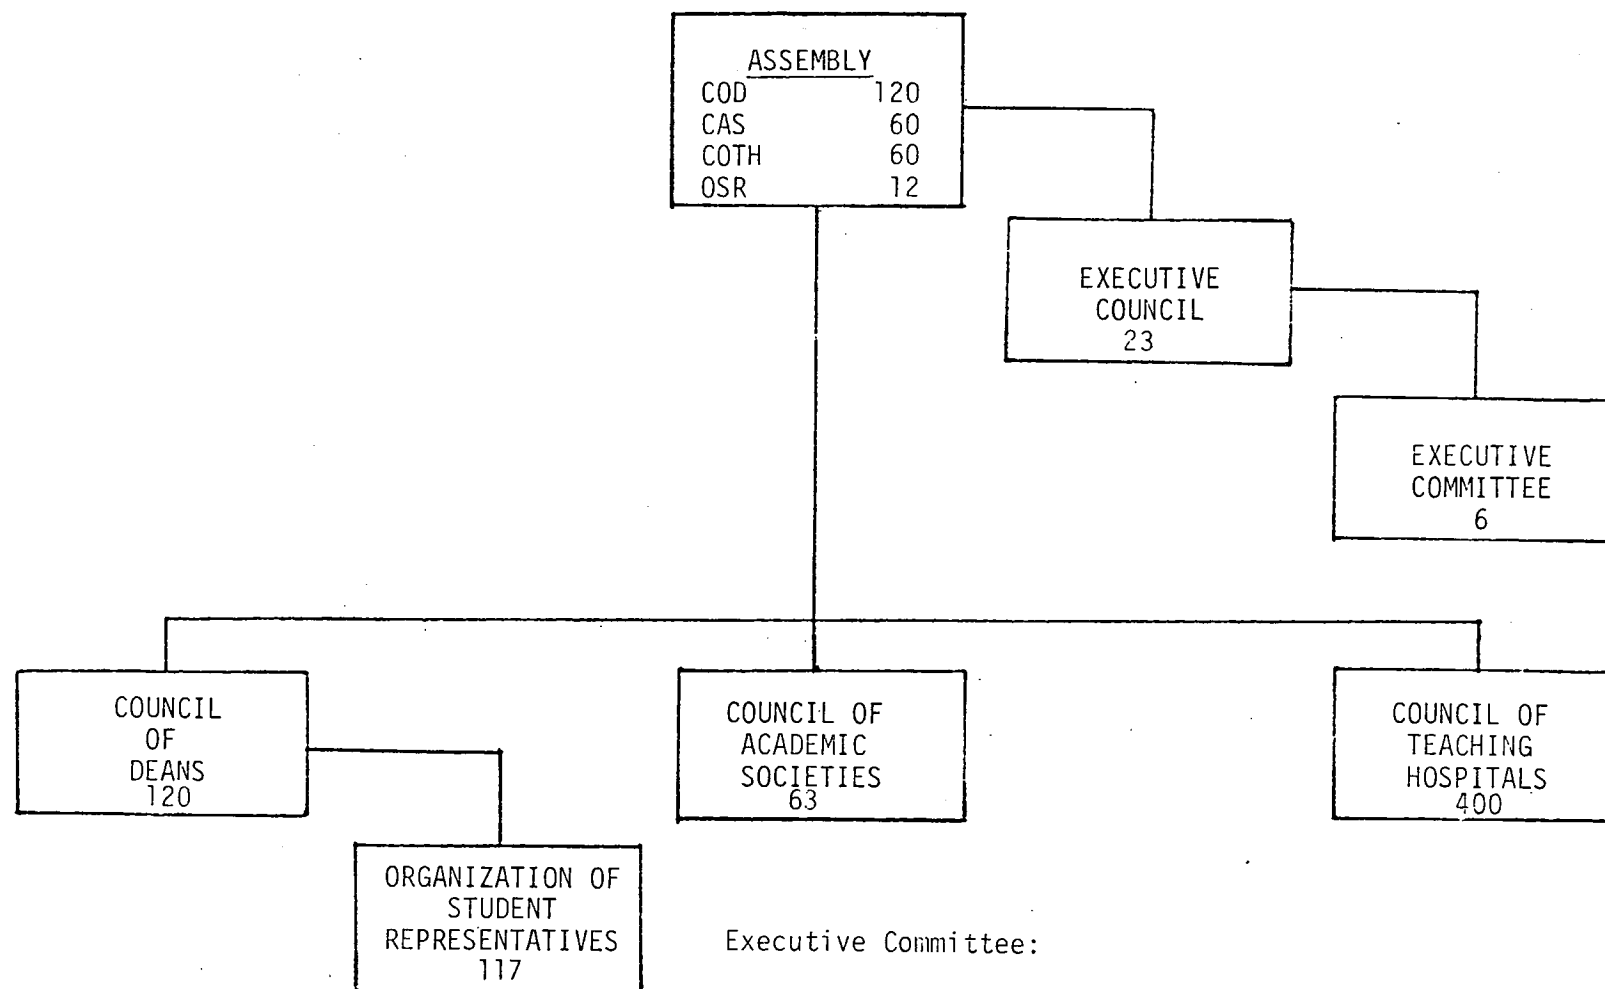 ASSEMBLY
COD 120
CAS 60
COTH 60
OSR 12
EXECUTIVE
COUNCIL
23
EXECUTIVE
COMMITTEE
6
COUNCIL
OF
DEANS
120
COUNCIL OF
ACADEMIC
SOCIETIES
63
COUNCIL OF
TEACHING
HOSPITALS
400
ORGANIZATION OF
STUDENT
REPRESENTATIVES
117
Executive Committee: